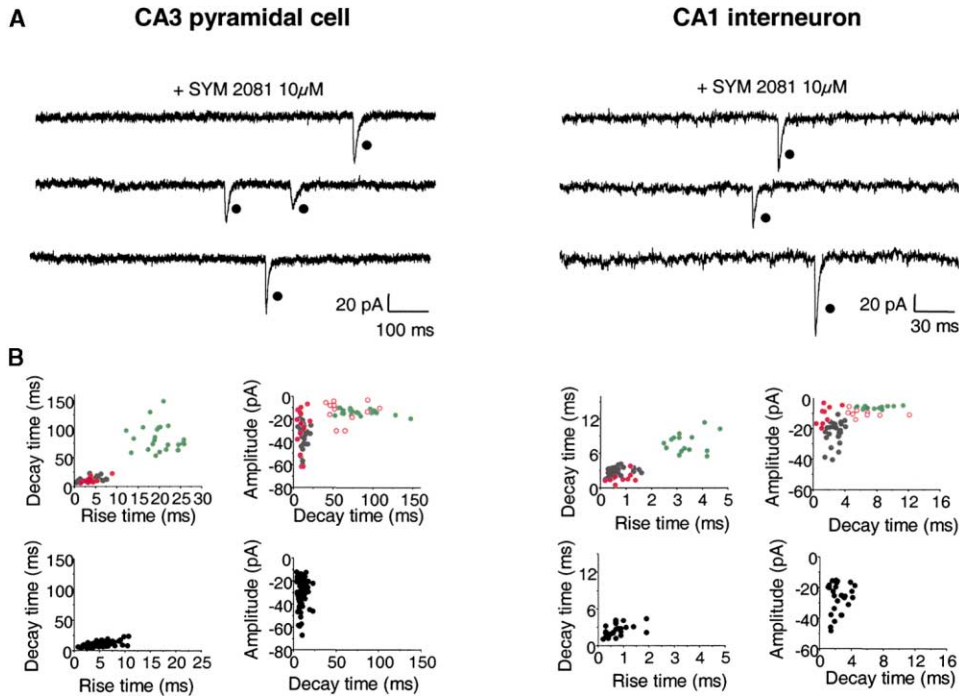 A
CA3 pyramidal cell
CA1 interneuron
+ SYM 2081 10µM
+ SYM 2081 10µM
20 pA
100 ms
20 pA
30 ms
B
Decay time (ms)
150
100
50
0
0 5 10 15 20 25 30
Rise time (ms)
Amplitude (pA)
0
-20
-40
-60
-80
0 50 100 150
Decay time (ms)
Decay time (ms)
12
6
0
0 1 2 3 4 5
Rise time (ms)
Amplitude (pA)
0
-20
-40
-60
0 4 8 12 16
Decay time (ms)
Decay time (ms)
150
100
50
0
0 5 10 15 20 25
Rise time (ms)
Amplitude (pA)
0
-20
-40
-60
-80
0 50 100 150
Decay time (ms)
Decay time (ms)
12
6
0
0 1 2 3 4 5
Rise time (ms)
Amplitude (pA)
0
-20
-40
-60
0 4 8 12 16
Decay time (ms)